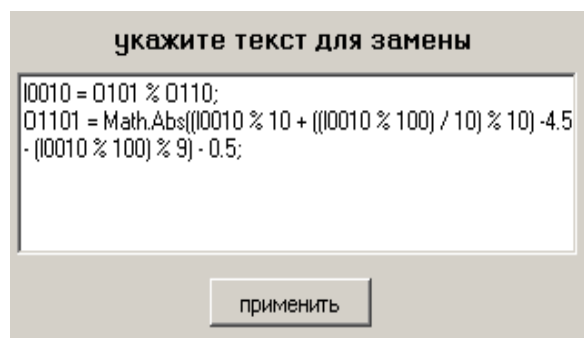 укажите текст для замены
I0010 = O101 % O110;
O1101 = Math.Abs((I0010 % 10 + ((I0010 % 100) / 10) % 10) -4.5
- (I0010 % 100) % 9) - 0.5;
применить